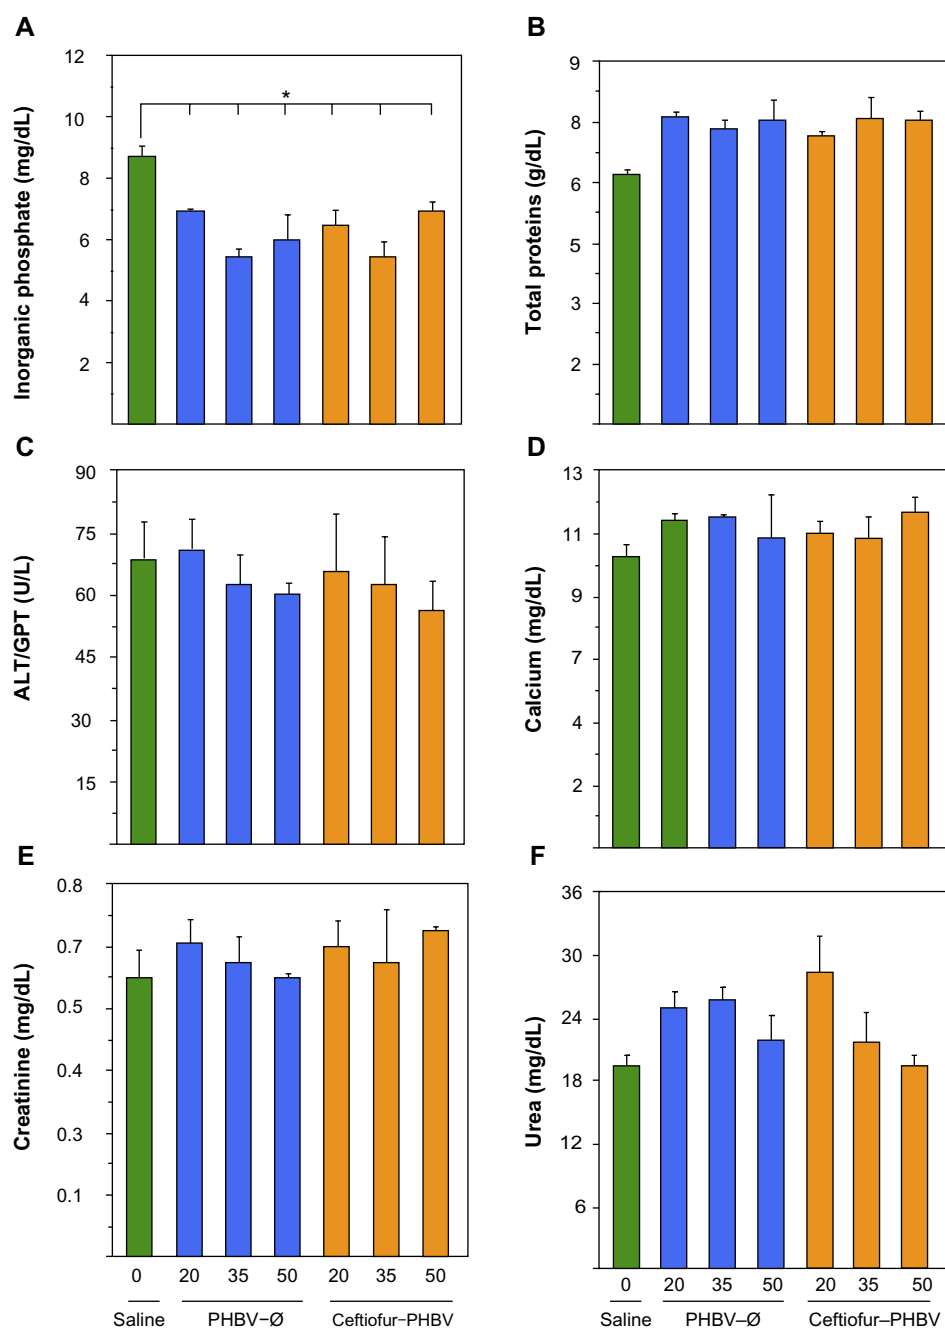 A
Inorganic phosphate (mg/dL)
12
10
8
6
4
2
*
B
Total proteins (g/dL)
9
8
6
5
3
2
C
ALT/GPT (U/L)
90
75
60
45
30
15
D
Calcium (mg/dL)
13
11
9
7
4
2
E
Creatinine (mg/dL)
0.8
0.7
0.5
0.4
0.3
0.1
0 20 35 50 20 35 50
Saline PHBV–Ø Ceftiofur–PHBV
F
Urea (mg/dL)
36
30
24
18
12
6
0 20 35 50 20 35 50
Saline PHBV–Ø Ceftiofur–PHBV